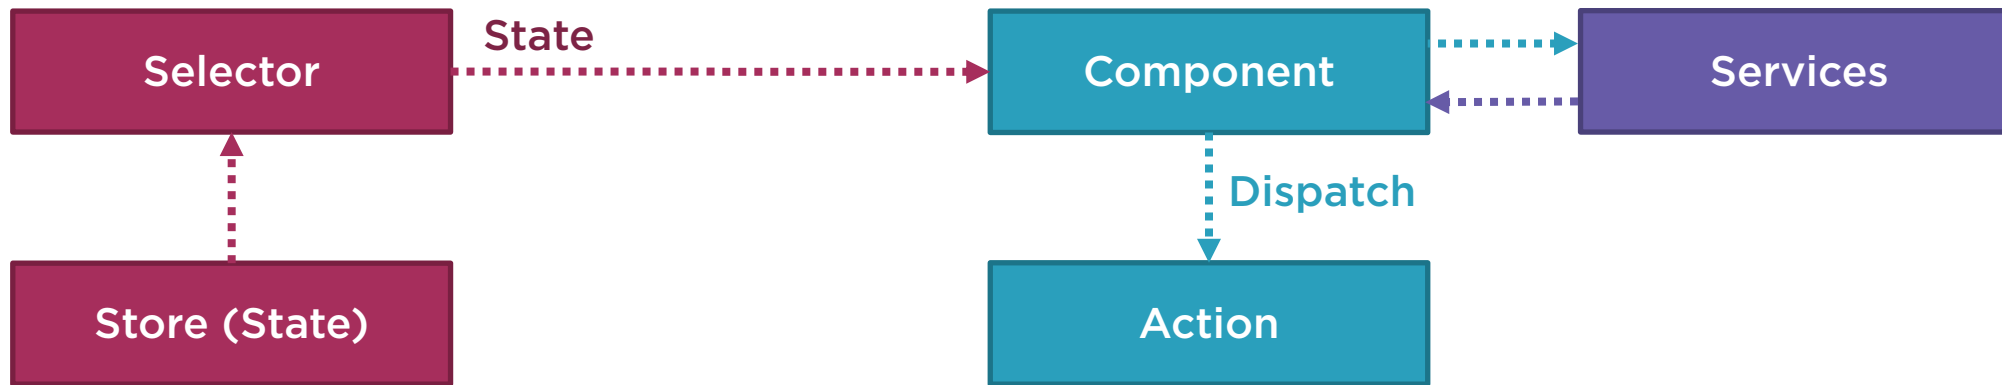 Selector
State
Component
Services
Dispatch
Store (State)
Action